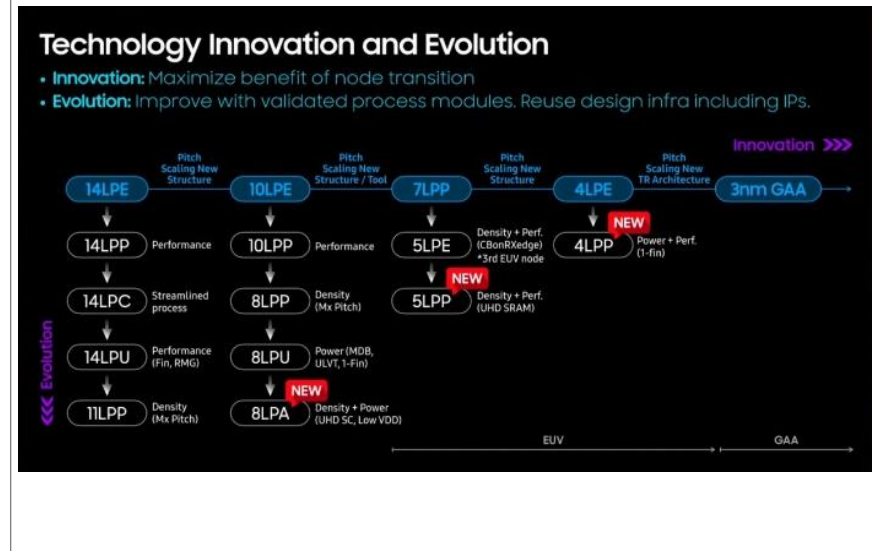 Technology Innovation and Evolution
• Innovation: Maximize benefit of node transition
• Evolution: Improve with validated process modules. Reuse design infra including IPs.
Innovation >>>
Pitch
Scaling New
Structure
Pitch
Scaling New
Structure / Tool
Pitch
Scaling New
Structure
Pitch
Scaling New
TR Architecture
14LPE
10LPE
7LPP
4LPE
3nm GAA
14LPP
Performance
10LPP
Performance
5LPE
Density + Perf.
(CBonRXedge)
*3rd EUV node
NEW
4LPP
Power + Perf.
(1-fin)
14LPC
Streamlined
process
8LPP
Density
(Mx Pitch)
NEW
5LPP
Density + Perf.
(UHD SRAM)
14LPU
Performance
(Fin, RMG)
8LPU
Power (MDB,
ULVT, 1-Fin)
11LPP
Density
(Mx Pitch)
NEW
8LPA
Density + Power
(UHD SC, Low VDD)
<<< Evolution
EUV
GAA